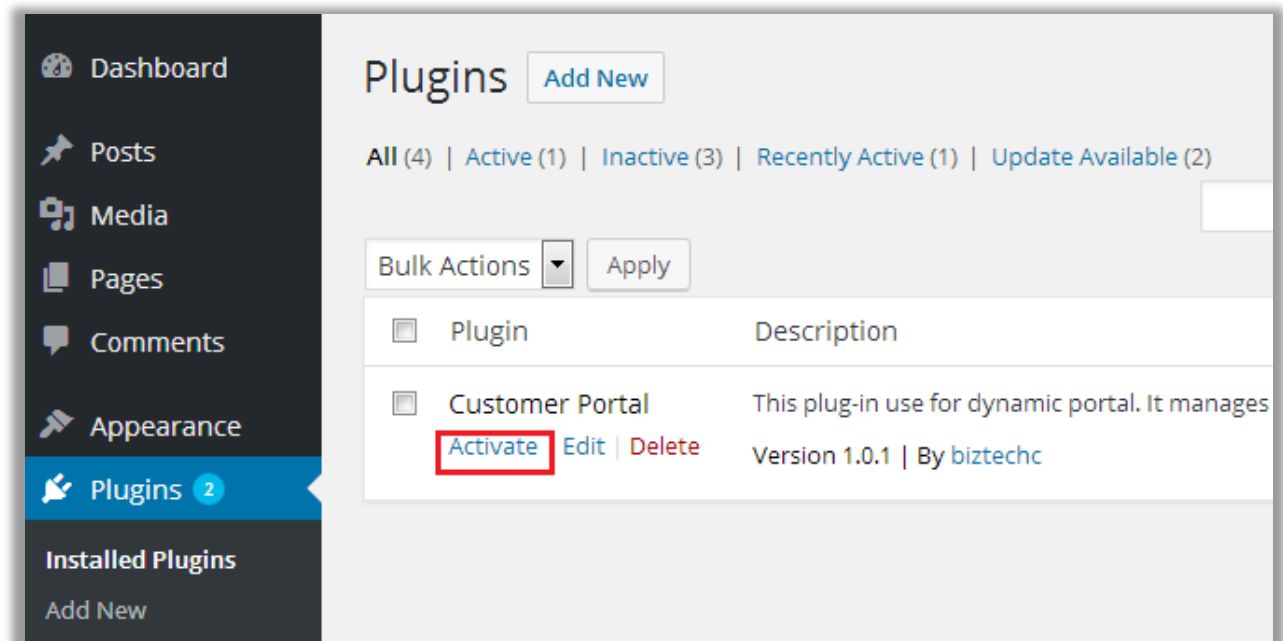 Dashboard
Posts
Media
Pages
Comments
Appearance
Plugins 2
Installed Plugins
Add New
Plugins Add New
All (4) | Active (1) | Inactive (3) | Recently Active (1) | Update Available (2)
Bulk Actions Apply
Plugin Description
Customer Portal This plug-in use for dynamic portal. It manages
Activate Edit | Delete Version 1.0.1 | By biztechc